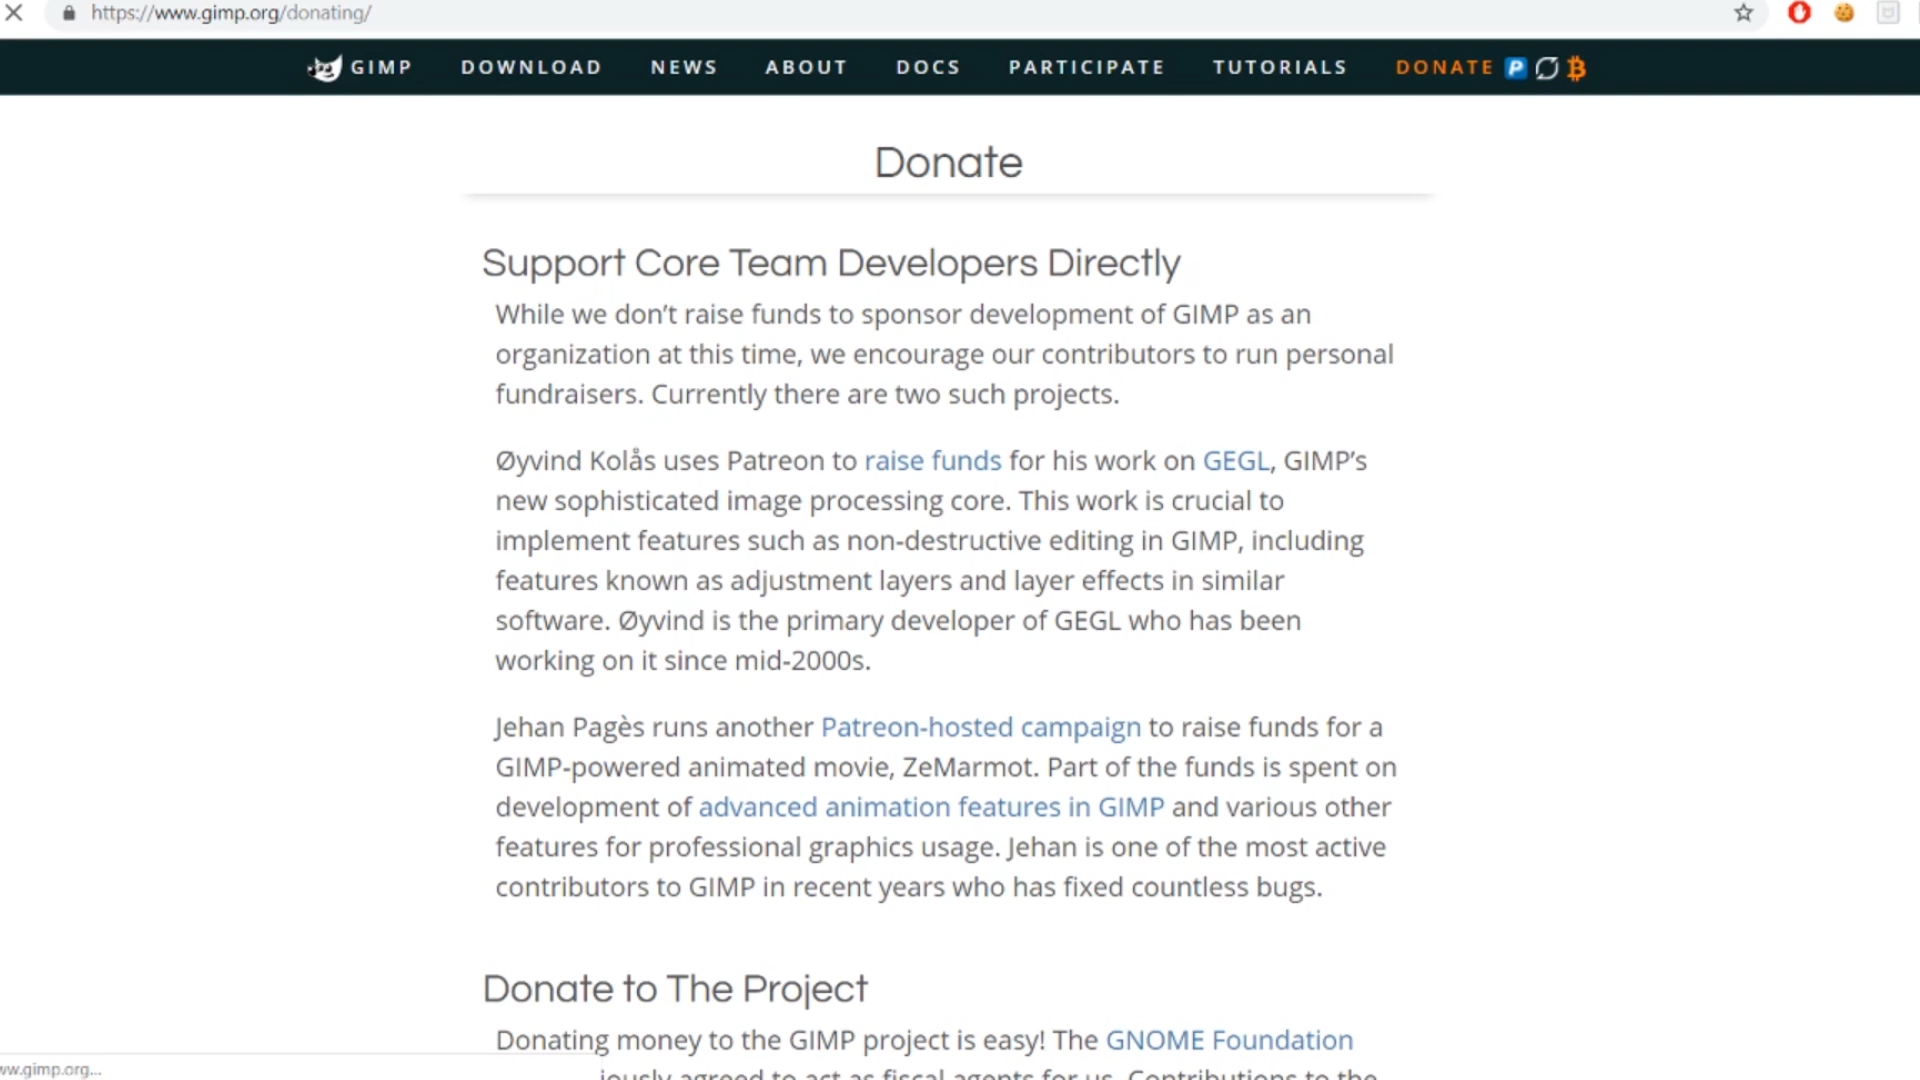 https://www.gimp.org/donating/
GIMP DOWNLOAD NEWS ABOUT DOCS PARTICIPATE TUTORIALS DONATE
Donate
Support Core Team Developers Directly
While we don’t raise funds to sponsor development of GIMP as an
organization at this time, we encourage our contributors to run personal
fundraisers. Currently there are two such projects.
Øyvind Kolås uses Patreon to raise funds for his work on GEGL, GIMP’s
new sophisticated image processing core. This work is crucial to
implement features such as non-destructive editing in GIMP, including
features known as adjustment layers and layer effects in similar
software. Øyvind is the primary developer of GEGL who has been
working on it since mid-2000s.
Jehan Pagès runs another Patreon-hosted campaign to raise funds for a
GIMP-powered animated movie, ZeMarmot. Part of the funds is spent on
development of advanced animation features in GIMP and various other
features for professional graphics usage. Jehan is one of the most active
contributors to GIMP in recent years who has fixed countless bugs.
Donate to The Project
Donating money to the GIMP project is easy! The GNOME Foundation
agreed to act as fiscal agents for us. Contributions to the
ww.gimp.org...